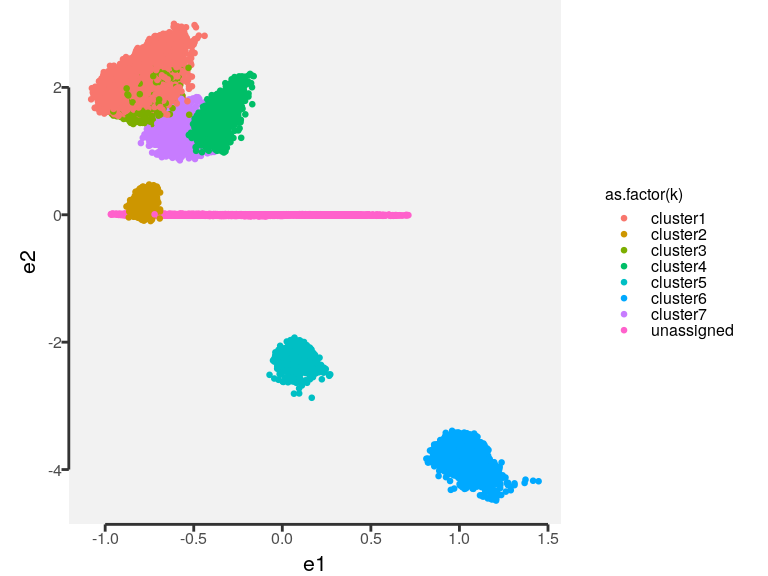 2
0
-2
-4
e2
-1.0
-0.5
0.0
0.5
1.0
1.5
e1
as.factor(k)
cluster1
cluster2
cluster3
cluster4
cluster5
cluster6
cluster7
unassigned